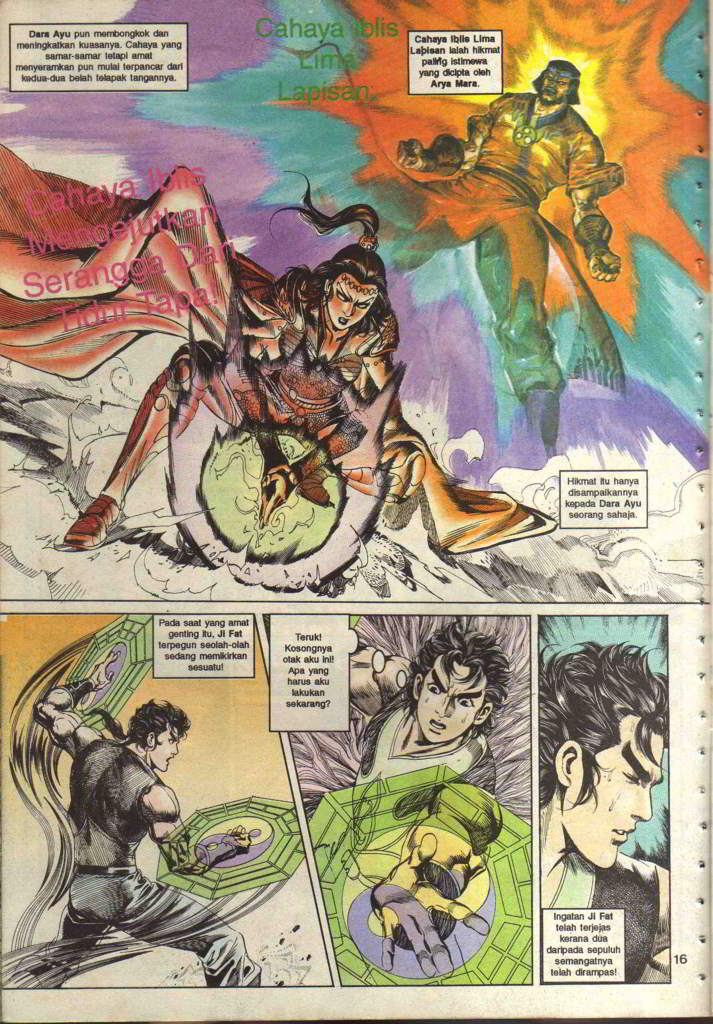 Dara Ayu pun membongkok dan
meningkatkan kuasanya. Cahaya yang
samar-samar tetapi amat
menyeramkan pun mulai terpancar dari
kedua-dua belah telapak tangannya.
Cahaya Iblis
Lima
Lapisan.
Cahaya Iblis Lima
Lapisan ialah hikmat
paling istimewa
yang dicipta oleh
Arya Mara.
Cahaya Iblis
Mengejutkan
Serangga Dari
Tidur Tapa!
Hikmat itu hanya
disampaikannya
kepada Dara Ayu
seorang sahaja.
Pada saat yang amat
genting itu, Ji Fat
terpegun seolah-olah
sedang memikirkan
sesuatu!
Teruk!
Kosongnya
otak aku ini!
Apa yang
harus aku
lakukan
sekarang?
Ingatan Ji Fat
telah terjejas
kerana dua
daripada sepuluh
semangatnya
telah dirampas!
16